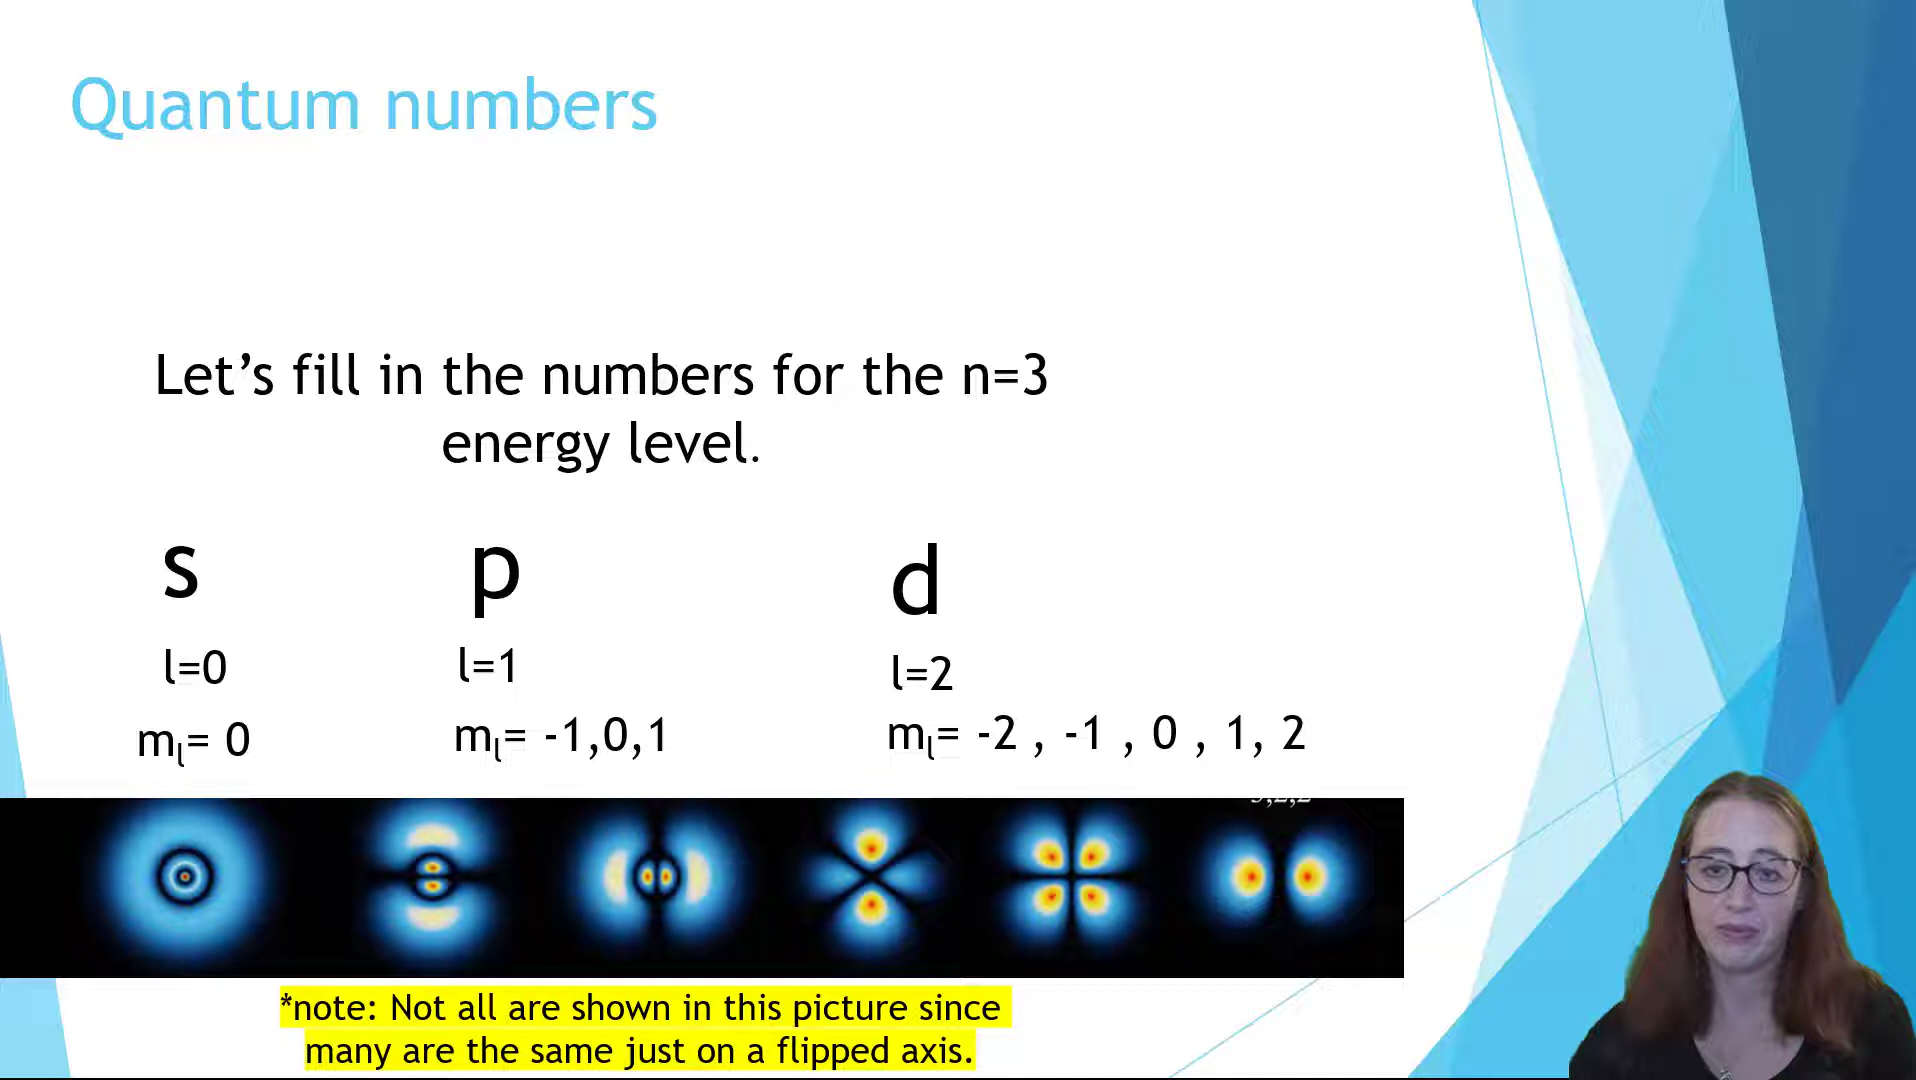 Quantum numbers
Let’s fill in the numbers for the n=3
energy level.
s p d
l=0 l=1 l=2
mₗ= 0 mₗ= -1,0,1 mₗ= -2 , -1 , 0 , 1, 2
*note: Not all are shown in this picture since
many are the same just on a flipped axis.